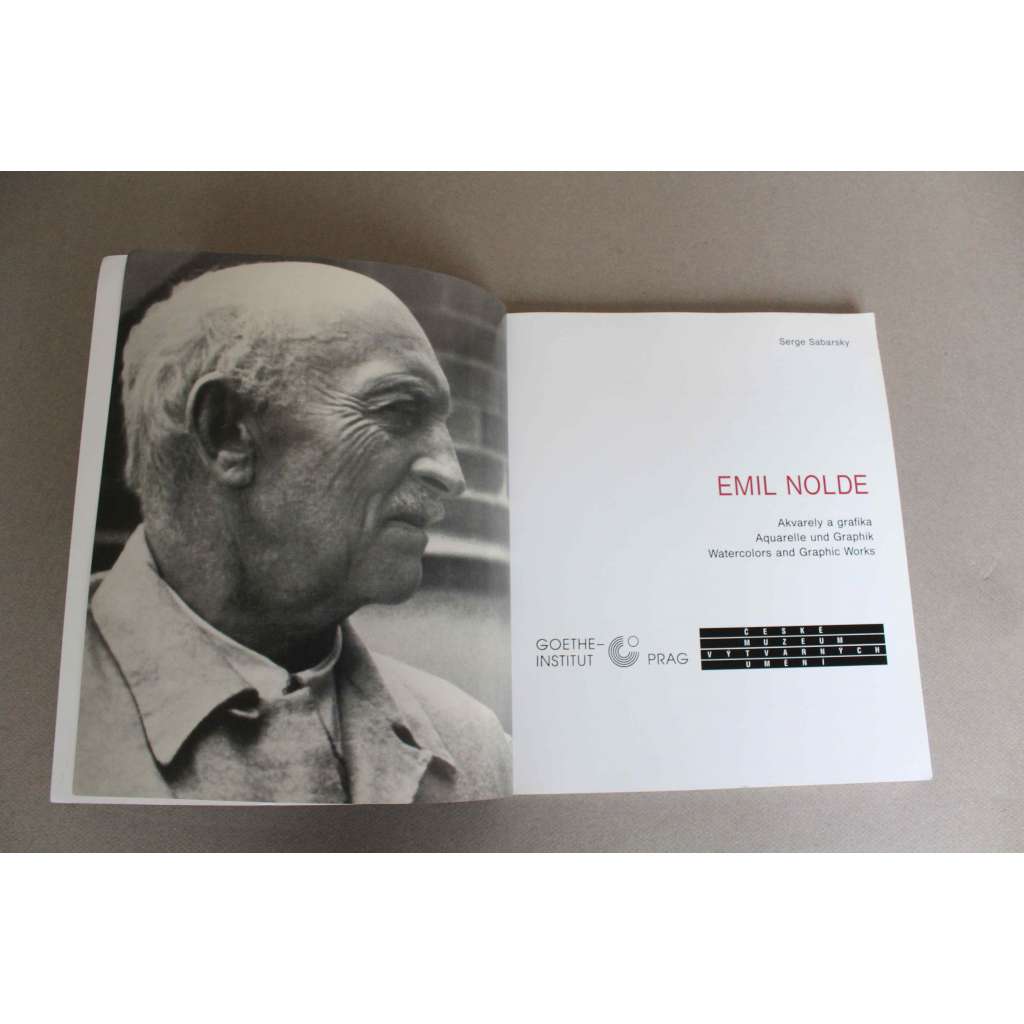 Serge Sabarsky
EMIL NOLDE
Akvarely a grafika
Aquarelle und Graphik
Watercolors and Graphic Works
GOETHE-
INSTITUT PRAG
ČESKÉ
MUZEUM
VÝTVARNÝCH
UMĚNÍ